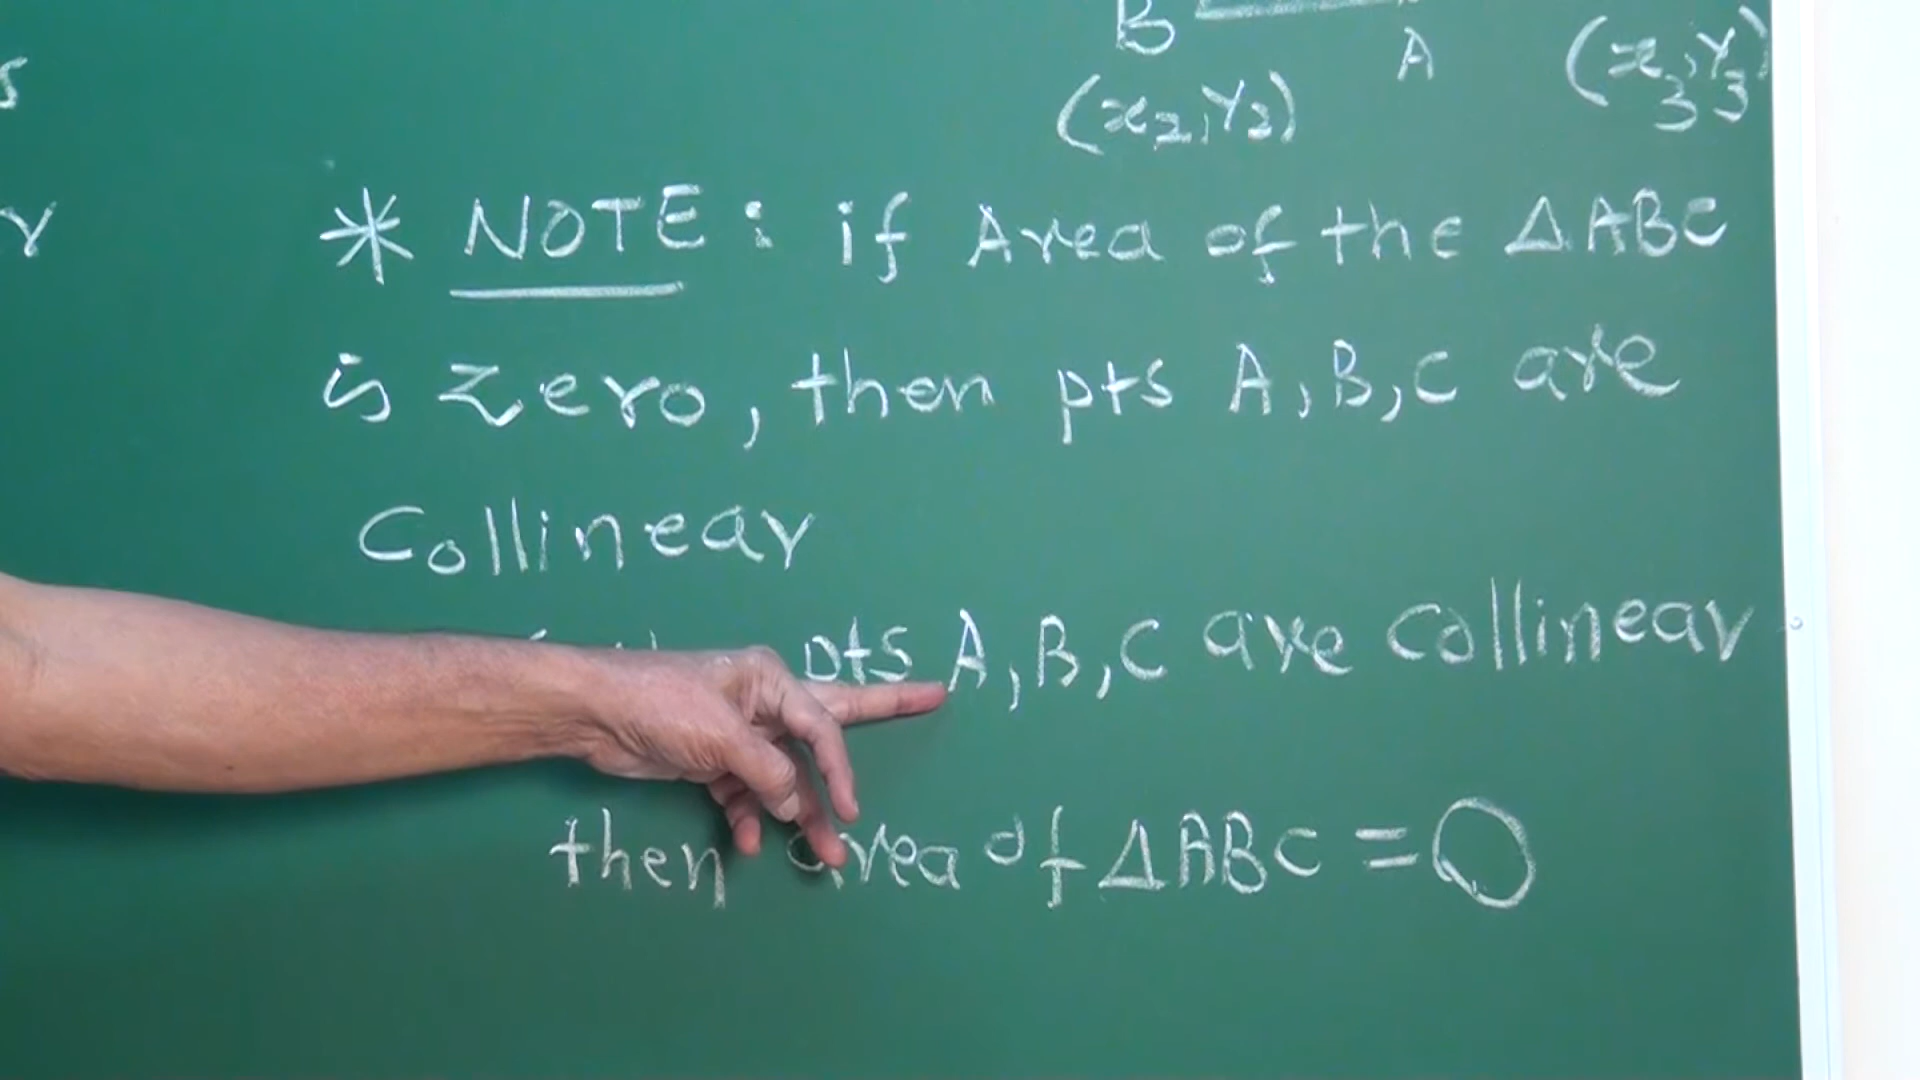 s
r
B A
(x₂,Y₂) (x₃,Y₃)
* NOTE : if Area of the ΔABC
is zero, then pts A,B,C are
Collinear
pts A,B,C are Collinear
then area of ΔABC = 0